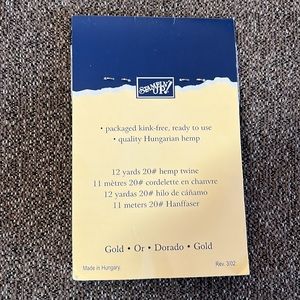 STAMPIN' UP!
• packaged kink-free, ready to use
• quality Hungarian hemp
12 yards 20# hemp twine
11 mètres 20# cordelette en chanvre
12 yardas 20# hilo de cáñamo
11 meters 20# Hanffaser
Gold • Or • Dorado • Gold
Made in Hungary.
Rev. 3/02